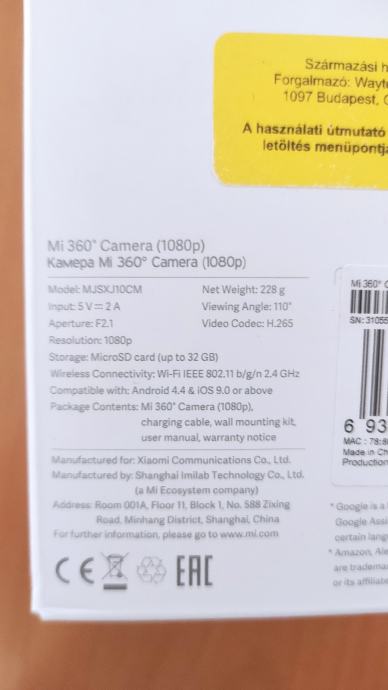 Származási h
Forgalmazó: Wayte
1097 Budapest,
A használati útmutató
letöltés menüpontja
Mi 360° Camera (1080p)
Камера Mi 360° Camera (1080p)
Model: MJSXJ10CM Net Weight: 228 g
Input: 5 V⎓2 A Viewing Angle: 110°
Aperture: F2.1 Video Codec: H.265
Resolution: 1080p
Storage: MicroSD card (up to 32 GB)
Wireless Connectivity: Wi-Fi IEEE 802.11 b/g/n 2.4 GHz
Compatible with: Android 4.4 & iOS 9.0 or above
Package Contents: Mi 360° Camera (1080p),
charging cable, wall mounting kit,
user manual, warranty notice
Manufactured for: Xiaomi Communications Co., Ltd.
Manufactured by: Shanghai Imilab Technology Co., Ltd.
(a Mi Ecosystem company)
Address: Room 001A, Floor 11, Block 1, No. 588 Zixing
Road, Minhang District, Shanghai, China
For further information, please go to www.mi.com
CE EAC
Mi 360° C
SN: 31055
6 93
MAC : 78:8
Made in Ch
Production
* Google is a
Google Assi
certain lang
* Amazon, Ale
are tradema
or its affiliat